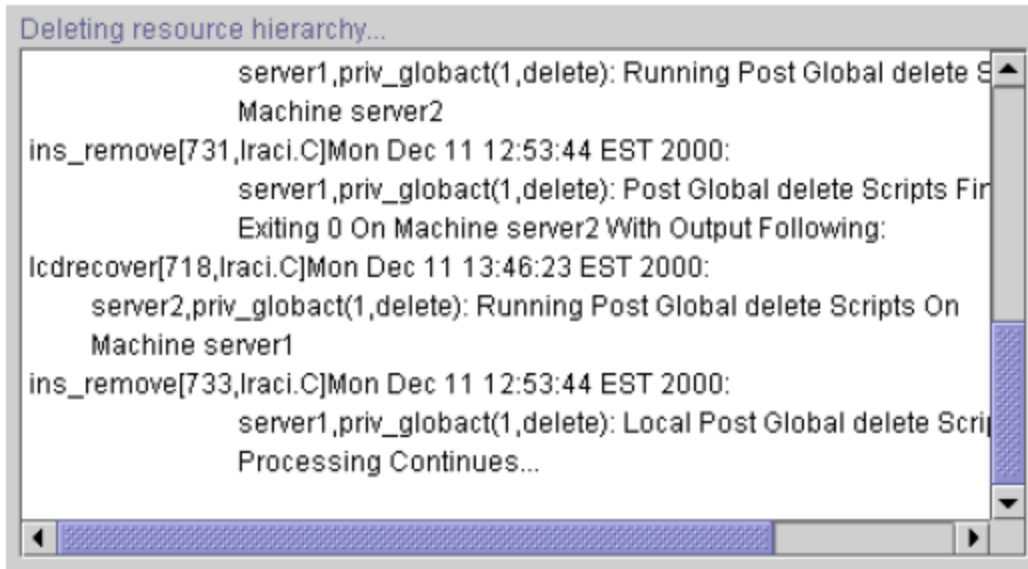 Deleting resource hierarchy...
server1,priv_globact(1,delete): Running Post Global delete S
Machine server2
ins_remove[731,lraci.C]Mon Dec 11 12:53:44 EST 2000:
server1,priv_globact(1,delete): Post Global delete Scripts Fin
Exiting 0 On Machine server2 With Output Following:
lcdrecover[718,lraci.C]Mon Dec 11 13:46:23 EST 2000:
server2,priv_globact(1,delete): Running Post Global delete Scripts On
Machine server1
ins_remove[733,lraci.C]Mon Dec 11 12:53:44 EST 2000:
server1,priv_globact(1,delete): Local Post Global delete Scrip
Processing Continues...